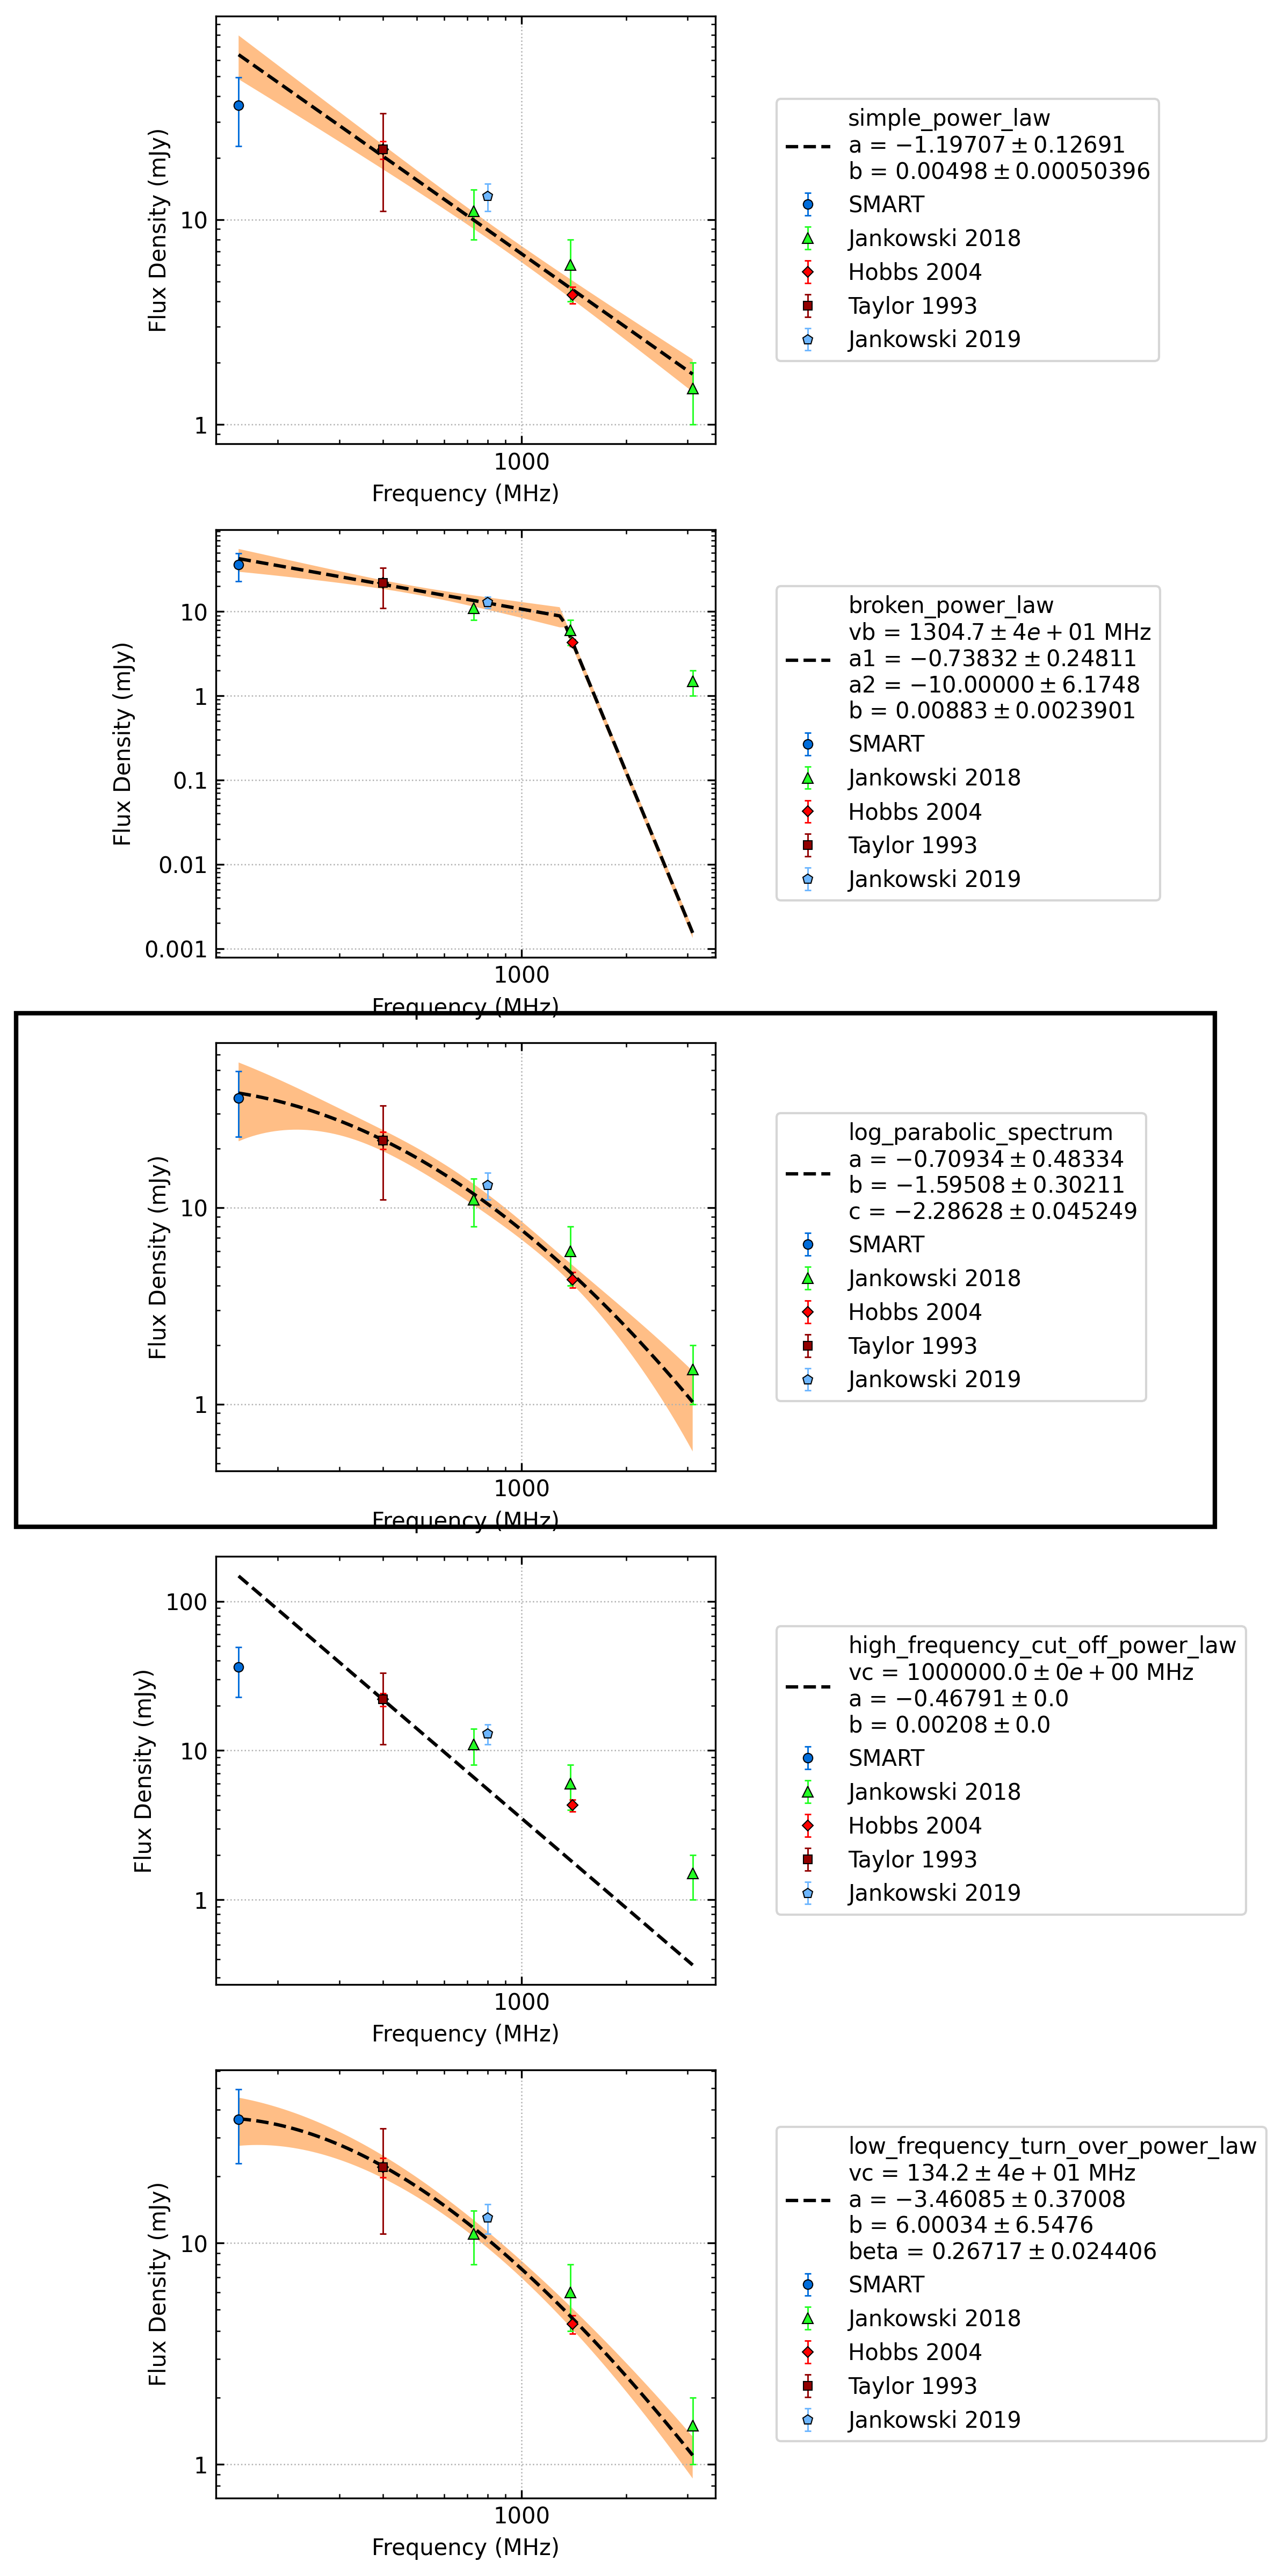 10
1
Flux Density (mJy)
1000
Frequency (MHz)
simple_power_law
a = −1.19707 ± 0.12691
b = 0.00498 ± 0.00050396
SMART
Jankowski 2018
Hobbs 2004
Taylor 1993
Jankowski 2019
10
1
0.1
0.01
0.001
Flux Density (mJy)
1000
Frequency (MHz)
broken_power_law
vb = 1304.7 ± 4e + 01 MHz
a1 = −0.73832 ± 0.24811
a2 = −10.00000 ± 6.1748
b = 0.00883 ± 0.0023901
SMART
Jankowski 2018
Hobbs 2004
Taylor 1993
Jankowski 2019
10
1
Flux Density (mJy)
1000
Frequency (MHz)
log_parabolic_spectrum
a = −0.70934 ± 0.48334
b = −1.59508 ± 0.30211
c = −2.28628 ± 0.045249
SMART
Jankowski 2018
Hobbs 2004
Taylor 1993
Jankowski 2019
100
10
1
Flux Density (mJy)
1000
Frequency (MHz)
high_frequency_cut_off_power_law
vc = 1000000.0 ± 0e + 00 MHz
a = −0.46791 ± 0.0
b = 0.00208 ± 0.0
SMART
Jankowski 2018
Hobbs 2004
Taylor 1993
Jankowski 2019
10
1
Flux Density (mJy)
1000
Frequency (MHz)
low_frequency_turn_over_power_law
vc = 134.2 ± 4e + 01 MHz
a = −3.46085 ± 0.37008
b = 6.00034 ± 6.5476
beta = 0.26717 ± 0.024406
SMART
Jankowski 2018
Hobbs 2004
Taylor 1993
Jankowski 2019